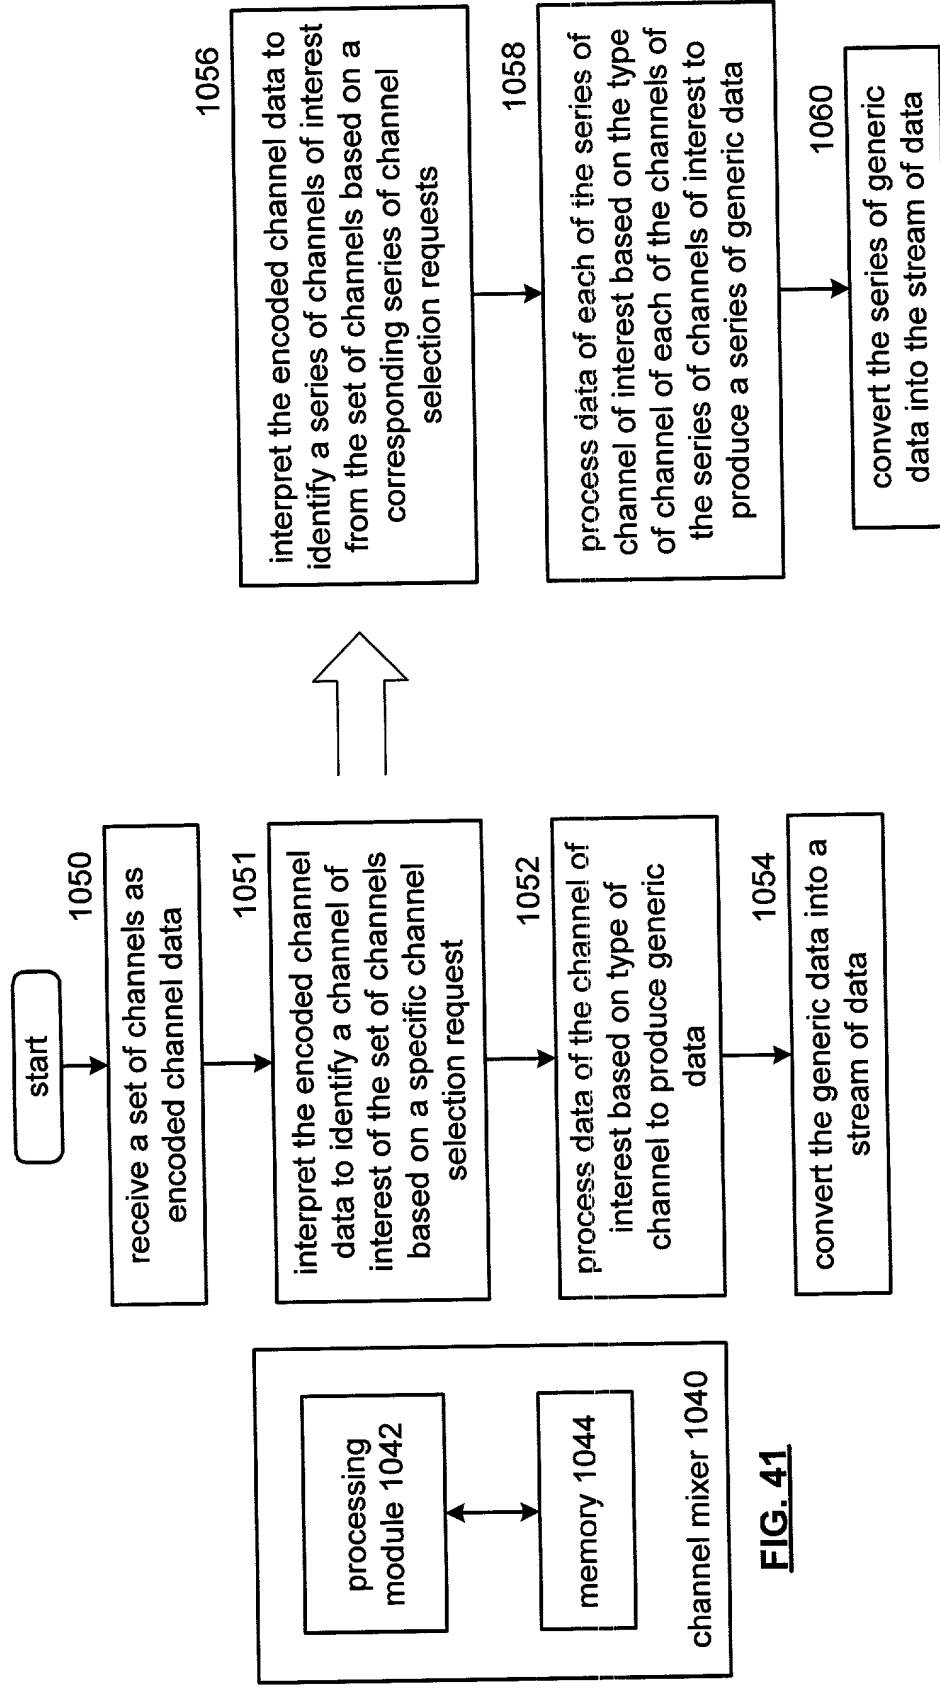 start
1050
receive a set of channels as
encoded channel data
1051
interpret the encoded channel
data to identify a channel of
interest of the set of channels
based on a specific channel
selection request
1052
process data of the channel of
interest based on type of
channel to produce generic
data
1054
convert the generic data into a
stream of data
1056
interpret the encoded channel data to
identify a series of channels of interest
from the set of channels based on a
corresponding series of channel
selection requests
1058
process data of each of the series of
channel of interest based on the type
of channel of each of the channels of
the series of channels of interest to
produce a series of generic data
1060
convert the series of generic
data into the stream of data
processing
module 1042
memory 1044
channel mixer 1040
FIG. 41